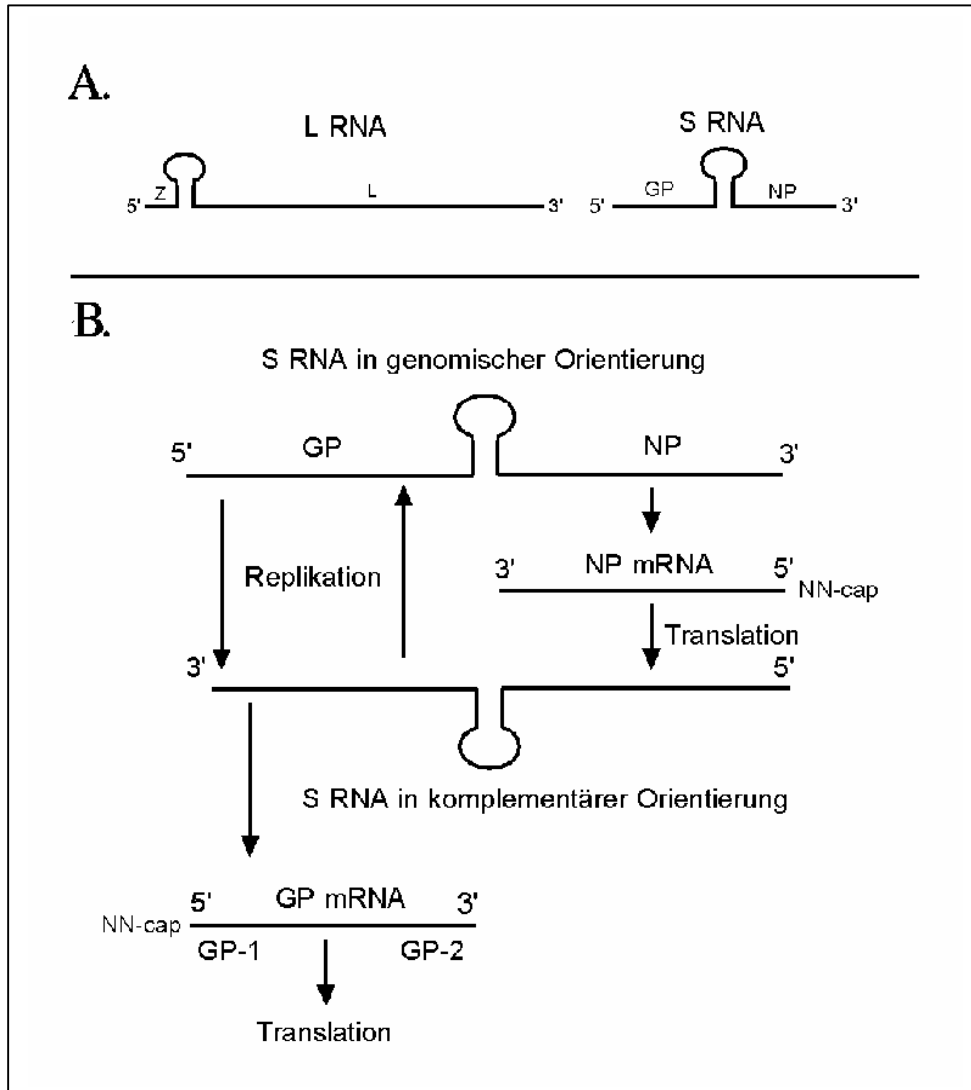 A.
L RNA
S RNA
5' Z L 3'
5' GP NP 3'
B.
S RNA in genomischer Orientierung
5' GP NP 3'
Replikation
3' NP mRNA 5' NN-cap
Translation
3' 5'
S RNA in komplementärer Orientierung
NN-cap 5' GP mRNA 3'
GP-1 GP-2
Translation